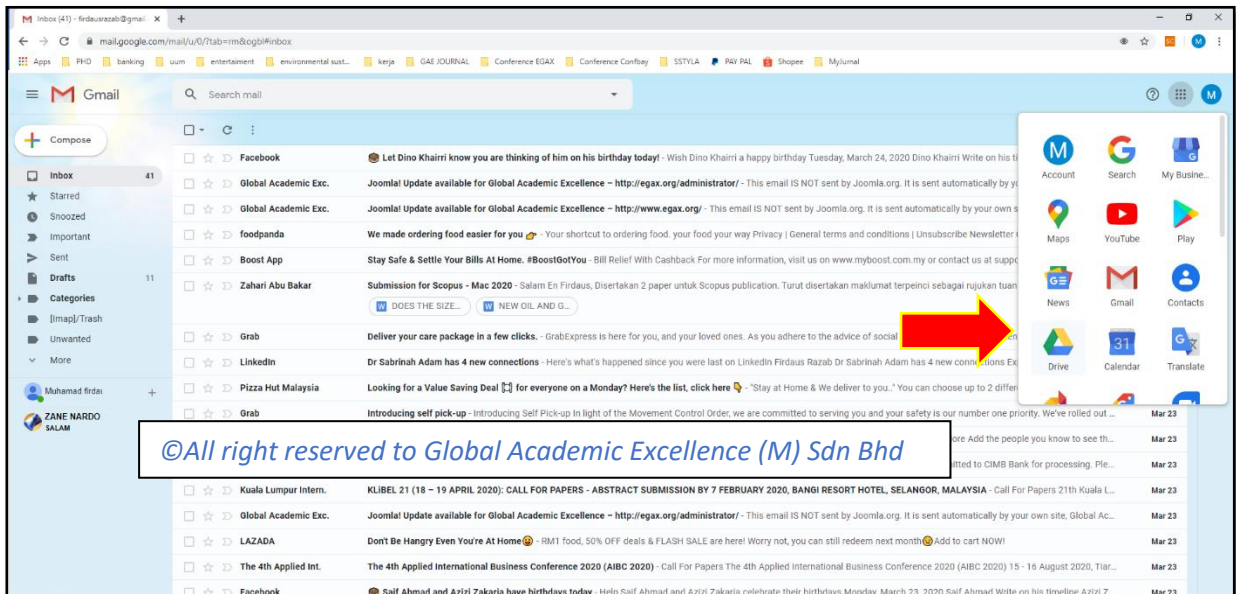 Inbox (41) - firdausrazab@gmail
mail.google.com/mail/u/0/?tab=rm&ogbl#inbox
Apps PHD banking uum entertaiment environmental sust... kerja GAE JOURNAL Conference EGAX Conference Confbay SSTYLA PAY PAL Shopee MyJurnal
Gmail
Search mail
M
Compose
Inbox 41
Starred
Snoozed
Important
Sent
Drafts 11
Categories
[Imap]/Trash
Unwanted
More
Muhamad firdau
ZANE NARDO
SALAM
Facebook Let Dino Khairri know you are thinking of him on his birthday today! - Wish Dino Khairri a happy birthday Tuesday, March 24, 2020 Dino Khairri Write on his
Global Academic Exc. Joomla! Update available for Global Academic Excellence – http://egax.org/administrator/ - This email IS NOT sent by Joomla.org. It is sent automatically by
Global Academic Exc. Joomla! Update available for Global Academic Excellence – http://www.egax.org/ - This email IS NOT sent by Joomla.org. It is sent automatically by your own s
foodpanda We made ordering food easier for you - Your shortcut to ordering food. your food your way Privacy | General terms and conditions | Unsubscribe Newsletter
Boost App Stay Safe & Settle Your Bills At Home. #BoostGotYou - Bill Relief With Cashback For more information, visit us on www.myboost.com.my or contact us at
Zahari Abu Bakar Submission for Scopus - Mac 2020 - Salam En Firdaus, Disertakan 2 paper untuk Scopus publication. Turut disertakan maklumat terpeinci sebagai rujukan tuan
DOES THE SIZE... NEW OIL AND G...
Grab Deliver your care package in a few clicks. - GrabExpress is here for you, and your loved ones. As you adhere to the advice of social
LinkedIn Dr Sabrinah Adam has 4 new connections - Here's what's happened since you were last on LinkedIn Firdaus Razab Dr Sabrinah Adam has 4 new connections
Pizza Hut Malaysia Looking for a Value Saving Deal for everyone on a Monday? Here's the list, click here - "Stay at Home & We deliver to you.." You can choose up to 2
Grab Introducing self pick-up - Introducing Self Pick-up In light of the Movement Control Order, we are committed to serving you and your safety is our number one priority. We've rolled out ... Mar 23
ore Add the people you know to see th... Mar 23
©All right reserved to Global Academic Excellence (M) Sdn Bhd
itted to CIMB Bank for processing. Ple... Mar 23
Kuala Lumpur Intern. KLiBEL 21 (18 – 19 APRIL 2020): CALL FOR PAPERS - ABSTRACT SUBMISSION BY 7 FEBRUARY 2020, BANGI RESORT HOTEL, SELANGOR, MALAYSIA - Call For Papers 21th Kuala L... Mar 23
Global Academic Exc. Joomla! Update available for Global Academic Excellence – http://egax.org/administrator/ - This email IS NOT sent by Joomla.org. It is sent automatically by your own site, Global Ac... Mar 23
LAZADA Don't Be Hangry Even You're At Home - RM1 food, 50% OFF deals & FLASH SALE are here! Worry not, you can still redeem next month Add to cart NOW! Mar 23
The 4th Applied Int. The 4th Applied International Business Conference 2020 (AIBC 2020) - Call For Papers The 4th Applied International Business Conference 2020 (AIBC 2020) 15 - 16 August 2020, Tiar... Mar 23
Facebook Saif Ahmad and Azizi Zakaria have birthdays today - Help Saif Ahmad and Azizi Zakaria celebrate their birthdays Monday, March 23, 2020 Saif Ahmad Write on his timeline Azizi Z... Mar 23
Account Search My Busine...
Maps YouTube Play
News Gmail Contacts
31
Drive Calendar Translate